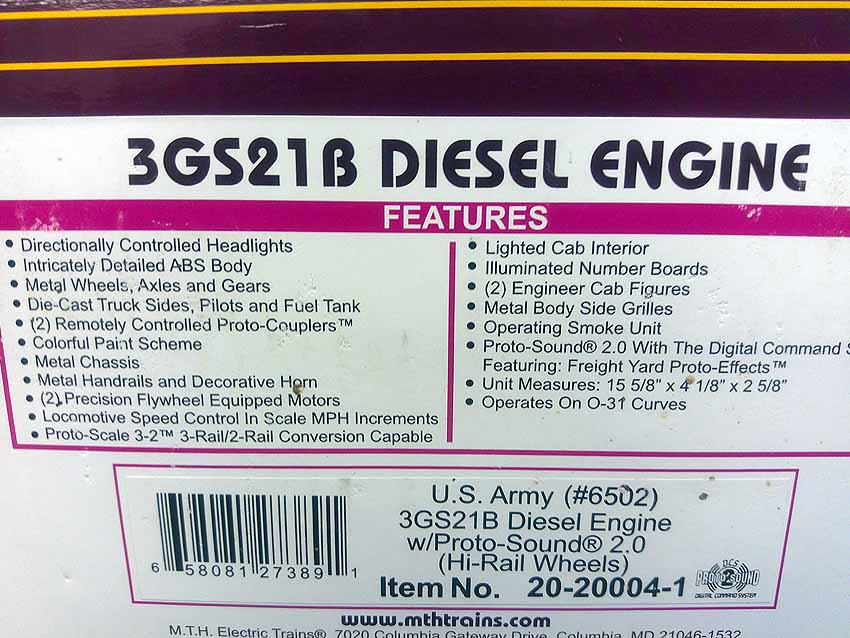 3GS21B DIESEL ENGINE
FEATURES
• Directionally Controlled Headlights
• Intricately Detailed ABS Body
• Metal Wheels, Axles and Gears
• Die-Cast Truck Sides, Pilots and Fuel Tank
• (2) Remotely Controlled Proto-Couplers™
• Colorful Paint Scheme
• Metal Chassis
• Metal Handrails and Decorative Horn
• (2) Precision Flywheel Equipped Motors
• Locomotive Speed Control In Scale MPH Increments
• Proto-Scale 3-2™ 3-Rail/2-Rail Conversion Capable
• Lighted Cab Interior
• Illuminated Number Boards
• (2) Engineer Cab Figures
• Metal Body Side Grilles
• Operating Smoke Unit
• Proto-Sound® 2.0 With The Digital Command S
Featuring: Freight Yard Proto-Effects™
• Unit Measures: 15 5/8” x 4 1/8” x 2 5/8”
• Operates On O-31 Curves
U.S. Army (#6502)
3GS21B Diesel Engine
w/Proto-Sound® 2.0
(Hi-Rail Wheels)
Item No. 20-20004-1
6 58081 27389 1
DCS
PROTO-SOUND
2
DIGITAL COMMAND SYSTEM
www.mthtrains.com
M.T.H. Electric Trains® 7020 Columbia Gateway Drive, Columbia, MD 21046-1532